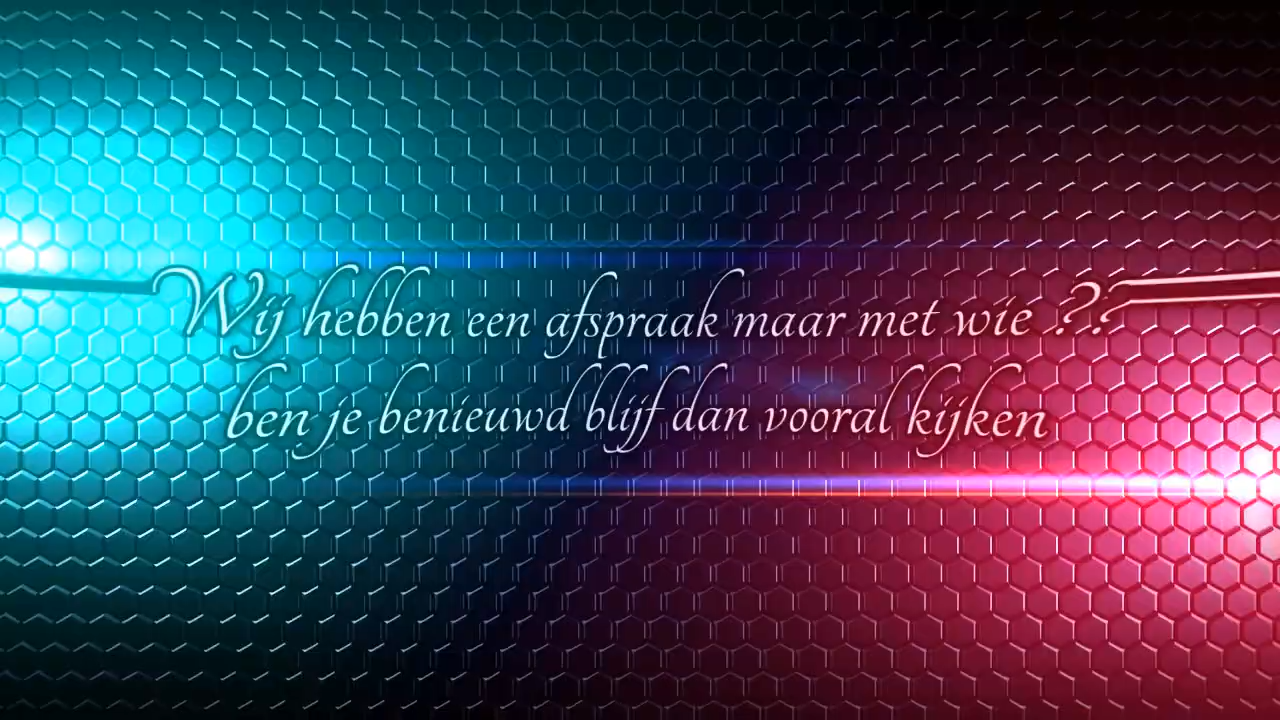 Wij hebben een afspraak maar met wie ??
ben je benieuwd blijf dan vooral kijken